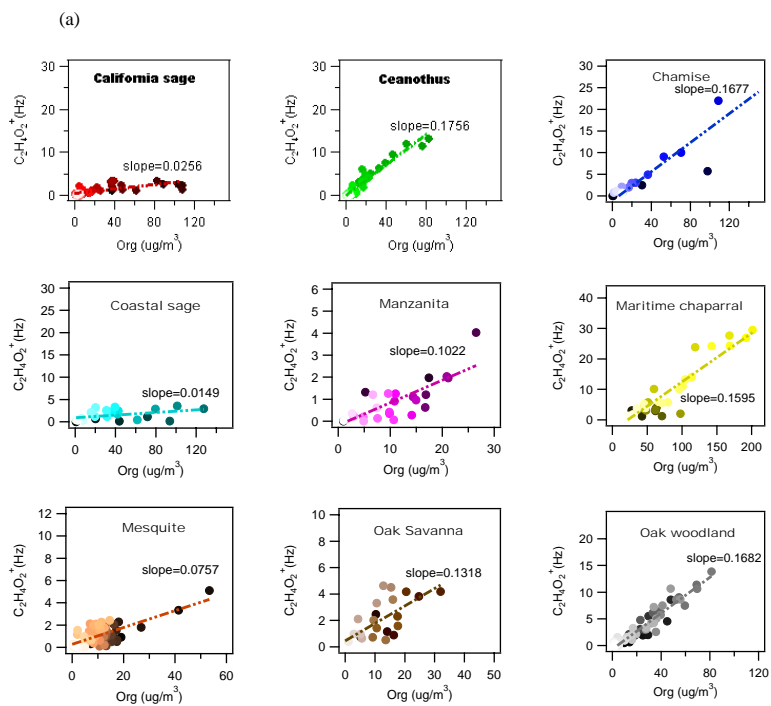 (a)
California sage
C₂H₄O₂⁺ (Hz)
30
25
20
15
10
5
0
slope=0.0256
0 40 80 120
Org (ug/m³)
Ceanothus
C₂H₄O₂⁺ (Hz)
30
25
20
15
10
5
0
slope=0.1756
0 40 80 120
Org (ug/m³)
Chamise
slope=0.1677
C₂H₄O₂⁺ (Hz)
30
25
20
15
10
5
0
0 40 80 120
Org (ug/m³)
Coastal sage
C₂H₄O₂⁺ (Hz)
30
25
20
15
10
5
0
slope=0.0149
0 40 80 120
Org (ug/m³)
Manzanita
C₂H₄O₂⁺ (Hz)
6
5
4
3
2
1
0
slope=0.1022
0 10 20 30
Org (ug/m³)
Maritime chaparral
C₂H₄O₂⁺ (Hz)
40
30
20
10
0
slope=0.1595
0 50 100 150 200
Org (ug/m³)
Mesquite
C₂H₄O₂⁺ (Hz)
12
10
8
6
4
2
0
slope=0.0757
0 20 40 60
Org (ug/m³)
Oak Savanna
C₂H₄O₂⁺ (Hz)
10
8
6
4
2
0
slope=0.1318
0 10 20 30 40
Org (ug/m³)
Oak woodland
C₂H₄O₂⁺ (Hz)
20
15
10
5
0
slope=0.1682
0 40 80 120
Org (ug/m³)